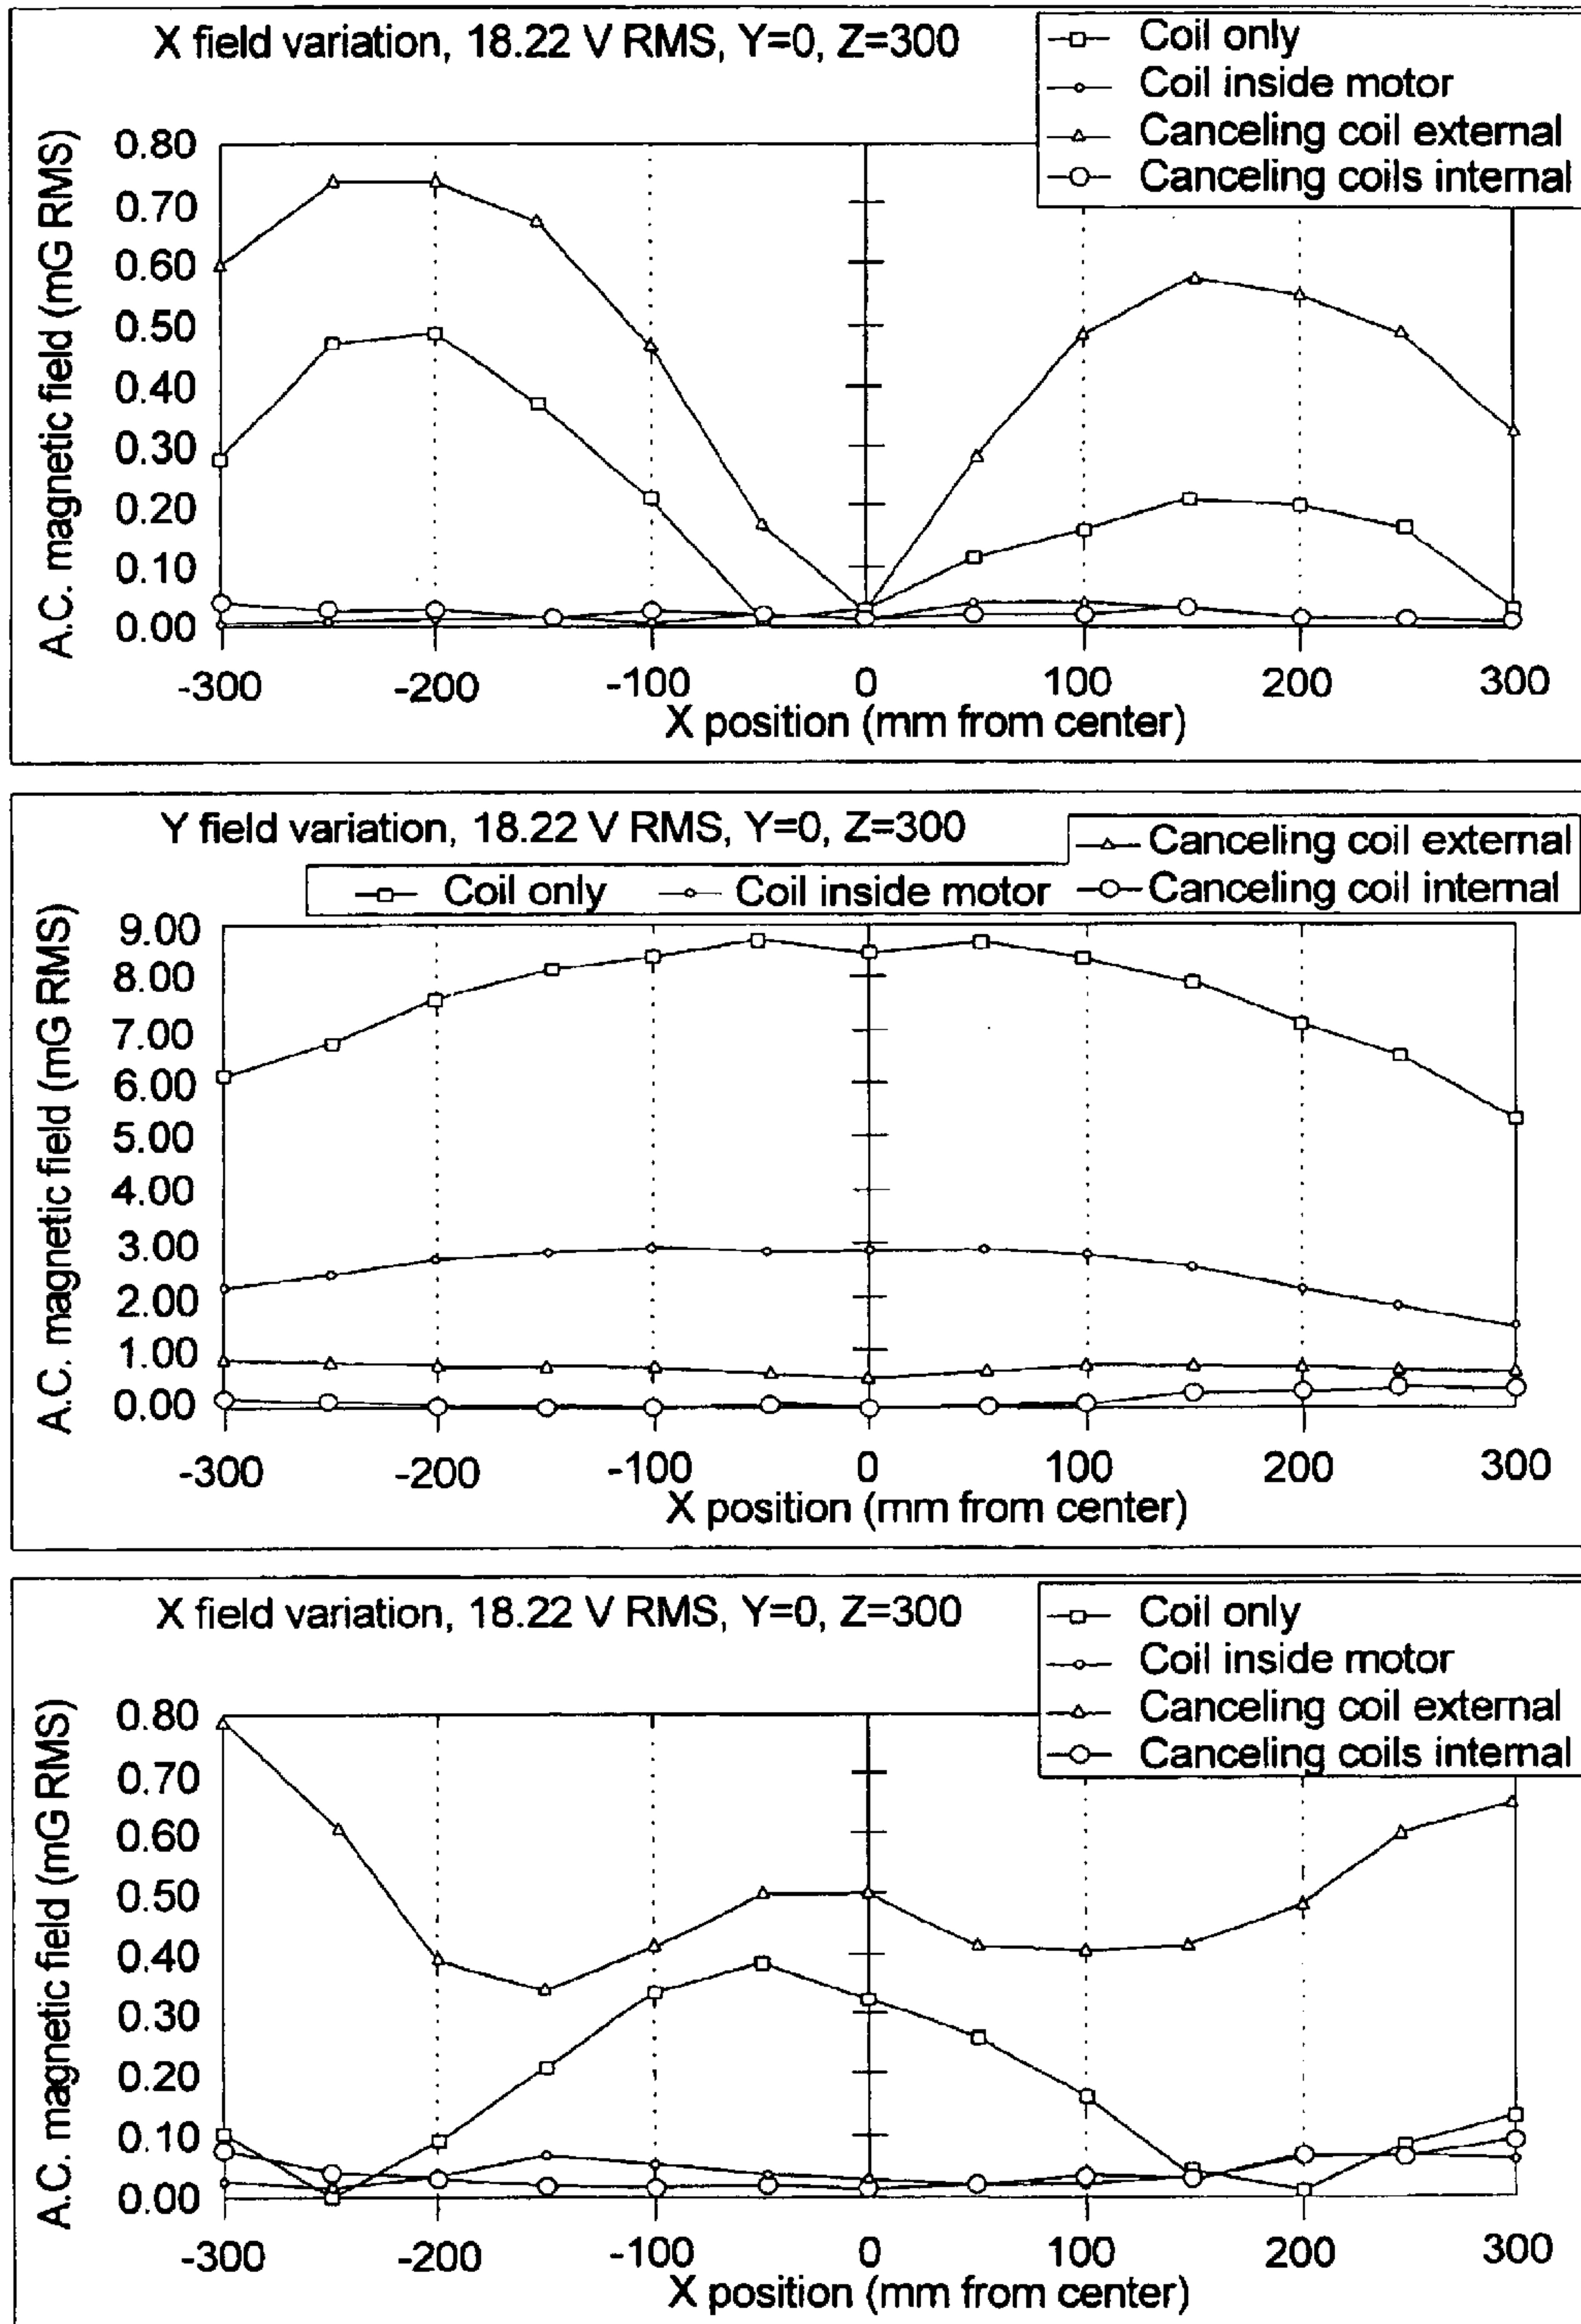 X field variation, 18.22 V RMS, Y=0, Z=300
Coil only
Coil inside motor
Canceling coil external
Canceling coils internal
A.C. magnetic field (mG RMS)
0.80
0.70
0.60
0.50
0.40
0.30
0.20
0.10
0.00
-300 -200 -100 0 100 200 300
X position (mm from center)
Y field variation, 18.22 V RMS, Y=0, Z=300
Canceling coil external
Coil only Coil inside motor Canceling coil internal
A.C. magnetic field (mG RMS)
9.00
8.00
7.00
6.00
5.00
4.00
3.00
2.00
1.00
0.00
-300 -200 -100 0 100 200 300
X position (mm from center)
X field variation, 18.22 V RMS, Y=0, Z=300
Coil only
Coil inside motor
Canceling coil external
Canceling coils internal
A.C. magnetic field (mG RMS)
0.80
0.70
0.60
0.50
0.40
0.30
0.20
0.10
0.00
-300 -200 -100 0 100 200 300
X position (mm from center)